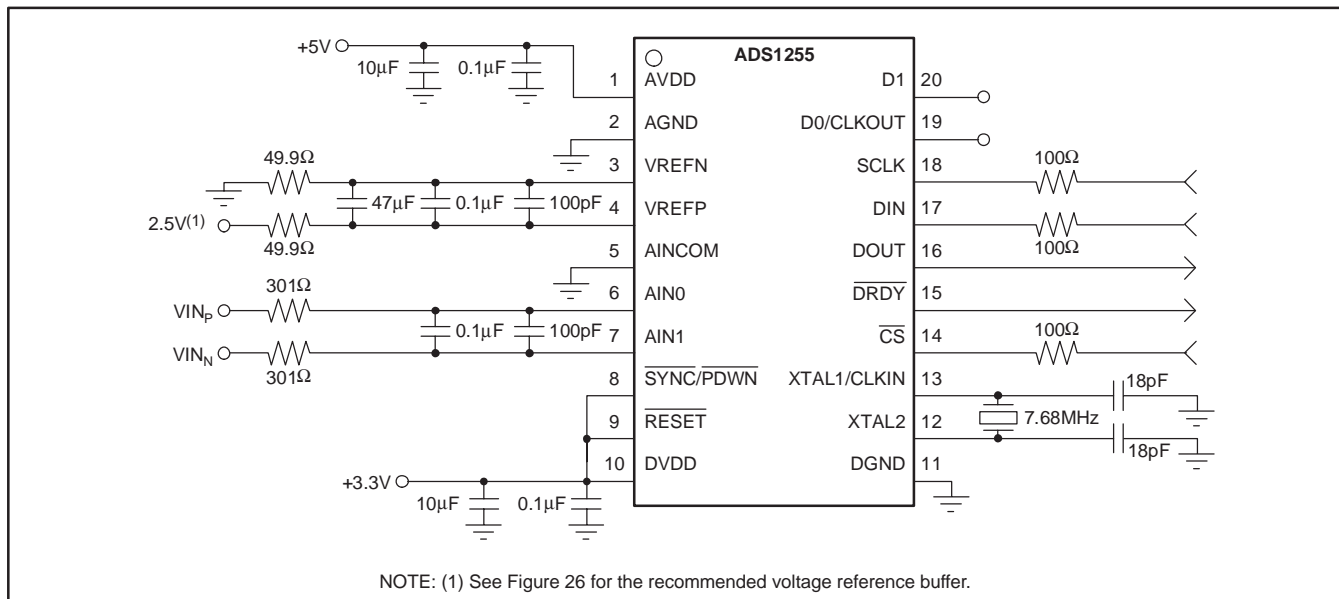 ADS1255
+5V
10µF
0.1µF
1 AVDD
D1 20
2 AGND
D0/CLKOUT 19
49.9Ω
3 VREFN
SCLK 18
100Ω
47µF
0.1µF
100pF
2.5V(1)
4 VREFP
DIN 17
49.9Ω
100Ω
5 AINCOM
DOUT 16
301Ω
VINP
6 AIN0
DRDY 15
0.1µF
100pF
100Ω
VINN
7 AIN1
CS 14
301Ω
8 SYNC/PDWN
XTAL1/CLKIN 13
18pF
9 RESET
XTAL2 12
7.68MHz
18pF
+3.3V
10 DVDD
DGND 11
10µF
0.1µF
NOTE: (1) See Figure 26 for the recommended voltage reference buffer.